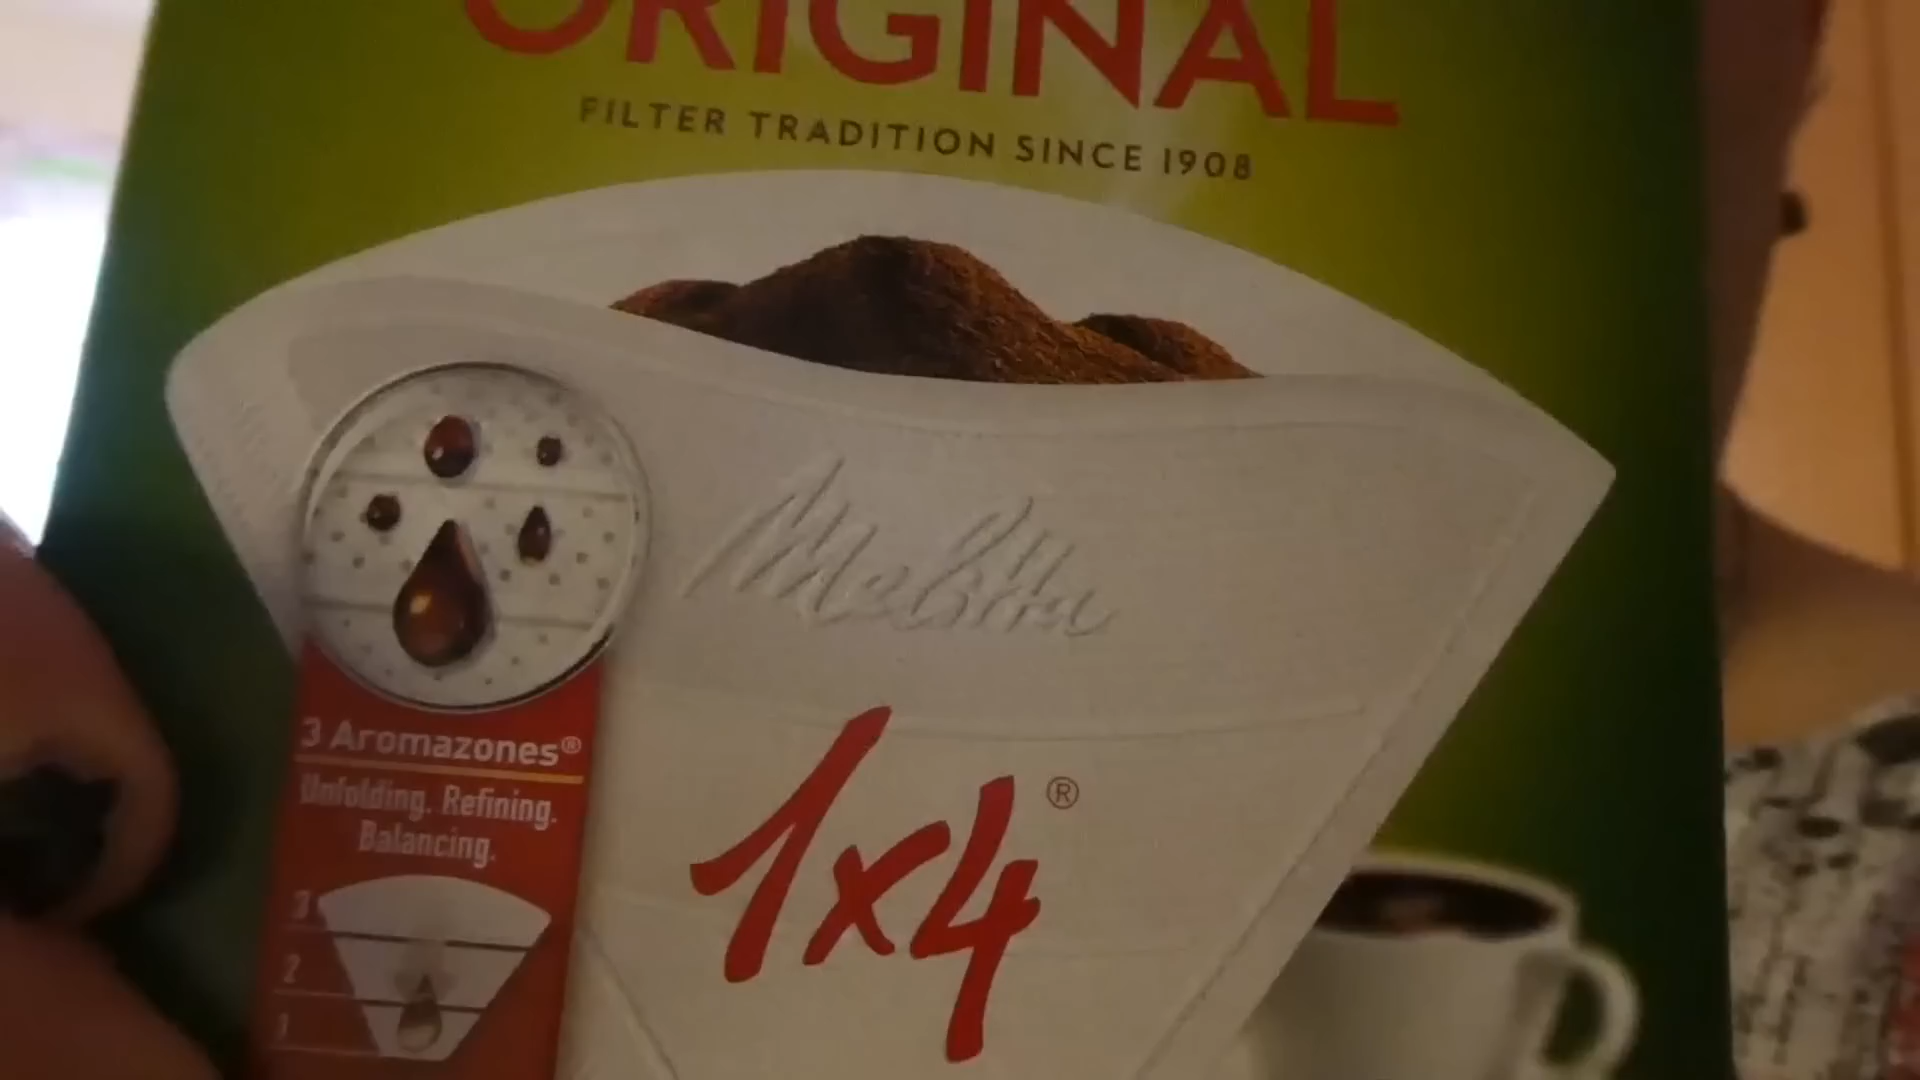 ORIGINAL
FILTER TRADITION SINCE 1908
Melitta
3 Aromazones®
Unfolding. Refining.
Balancing.
1x4®
3
2
1